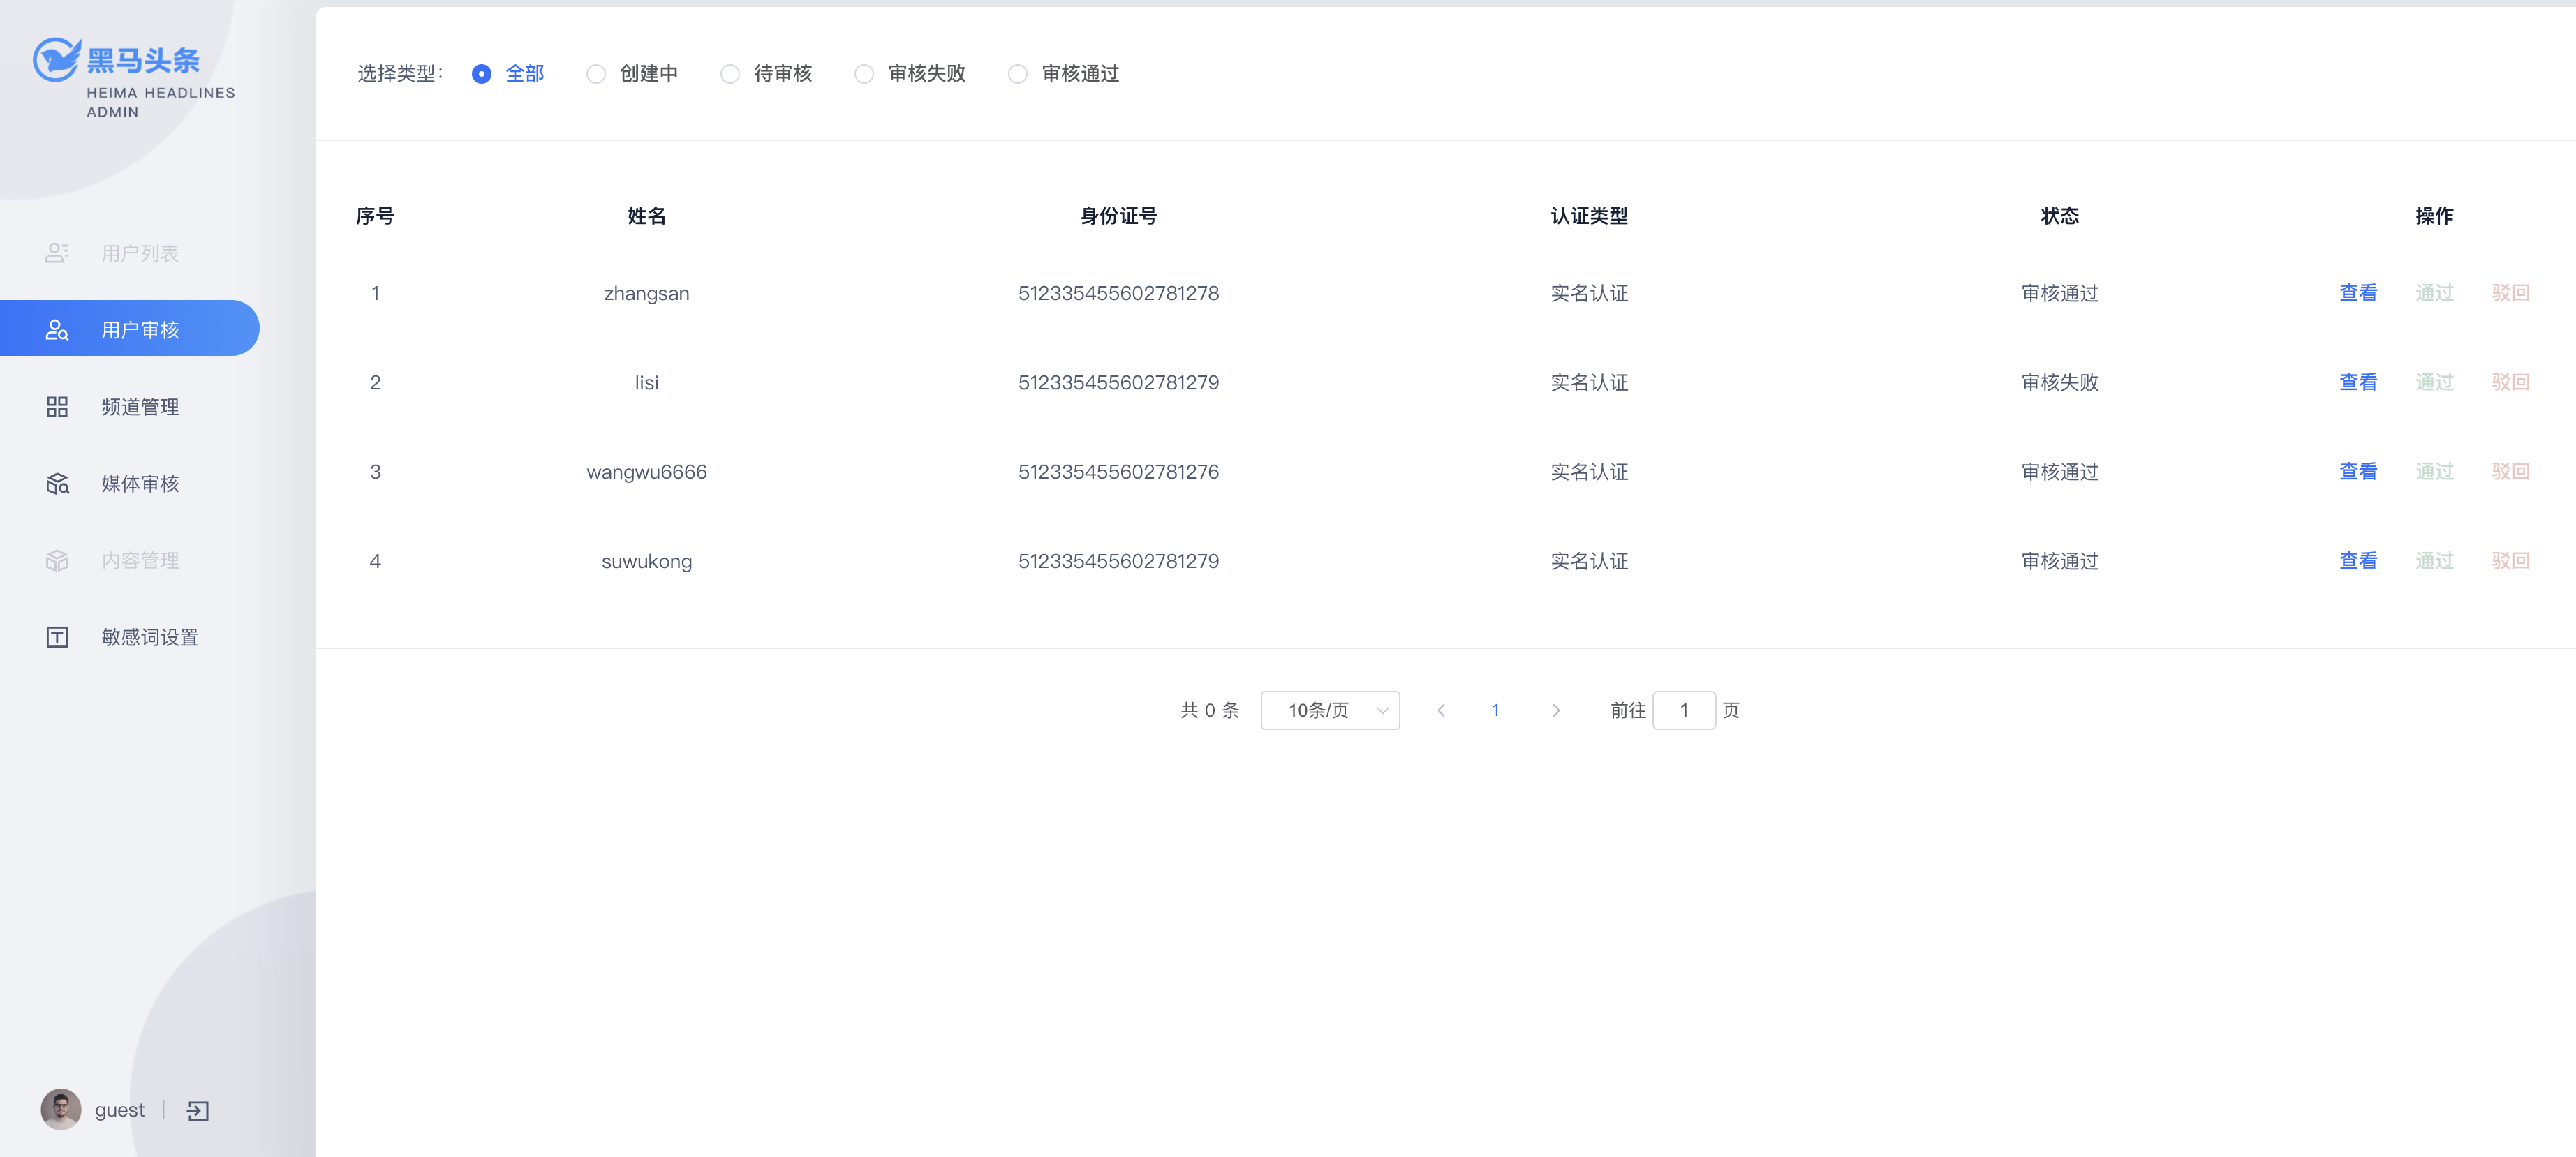 黑马头条
HEIMA HEADLINES
ADMIN
用户列表
用户审核
频道管理
媒体审核
内容管理
敏感词设置
guest
选择类型: 全部 创建中 待审核 审核失败 审核通过
序号 姓名 身份证号 认证类型 状态 操作
1 zhangsan 512335455602781278 实名认证 审核通过 查看 通过 驳回
2 lisi 512335455602781279 实名认证 审核失败 查看 通过 驳回
3 wangwu6666 512335455602781276 实名认证 审核通过 查看 通过 驳回
4 suwukong 512335455602781279 实名认证 审核通过 查看 通过 驳回
共 0 条 10条/页 1 前往 1 页